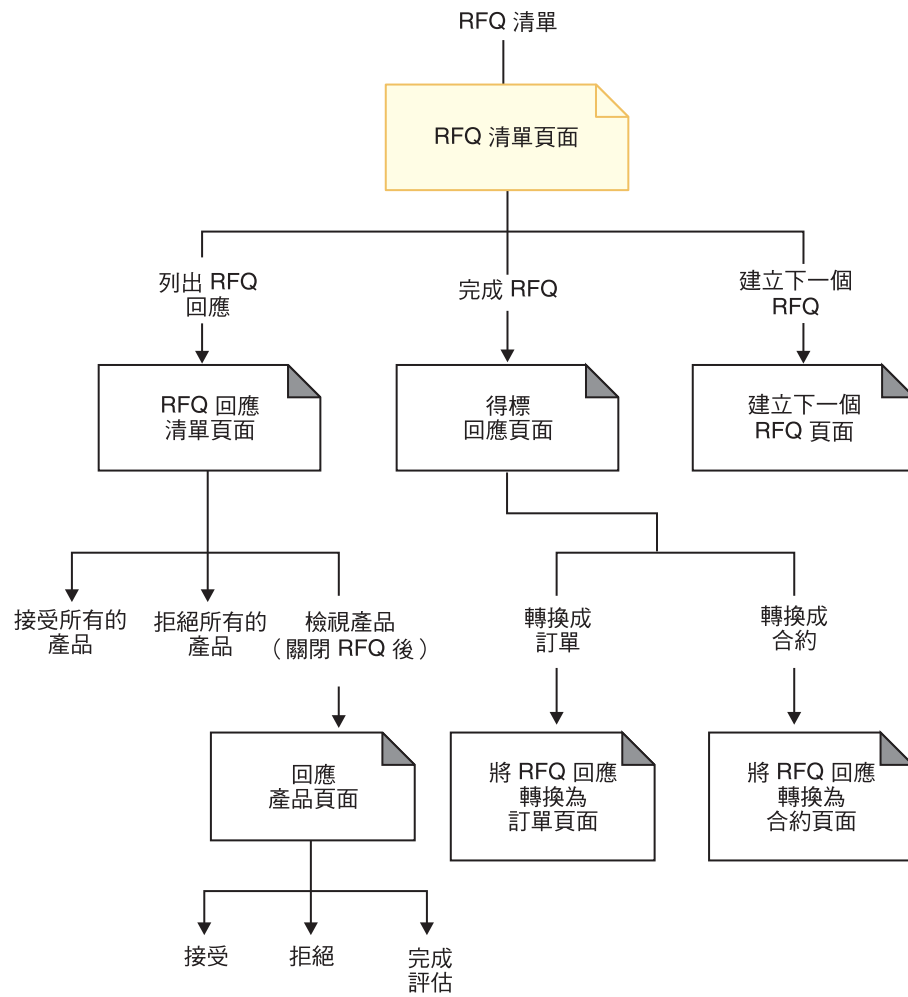 RFQ 清單
RFQ 清單頁面
列出 RFQ
回應
完成 RFQ
建立下一個
RFQ
RFQ 回應
清單頁面
得標
回應頁面
建立下一個
RFQ 頁面
接受所有的
產品
拒絕所有的
產品
檢視產品
（關閉 RFQ 後）
轉換成
訂單
轉換成
合約
回應
產品頁面
將 RFQ 回應
轉換為
訂單頁面
將 RFQ 回應
轉換為
合約頁面
接受
拒絕
完成
評估